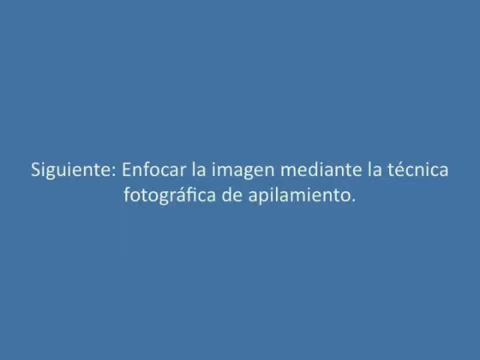 Siguiente: Enfocar la imagen mediante la técnica
fotográfica de apilamiento.